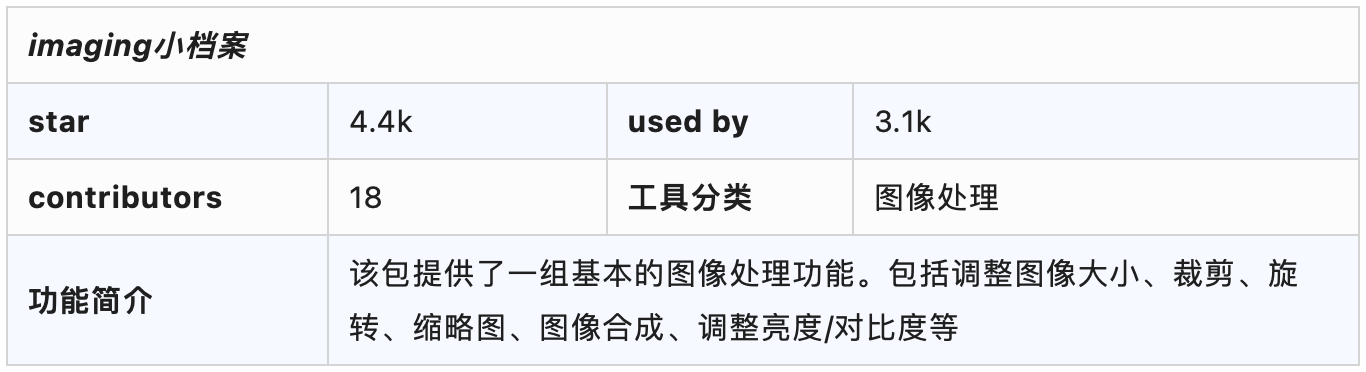 imaging小档案
star 4.4k used by 3.1k
contributors 18 工具分类 图像处理
功能简介 该包提供了一组基本的图像处理功能。包括调整图像大小、裁剪、旋
转、缩略图、图像合成、调整亮度/对比度等